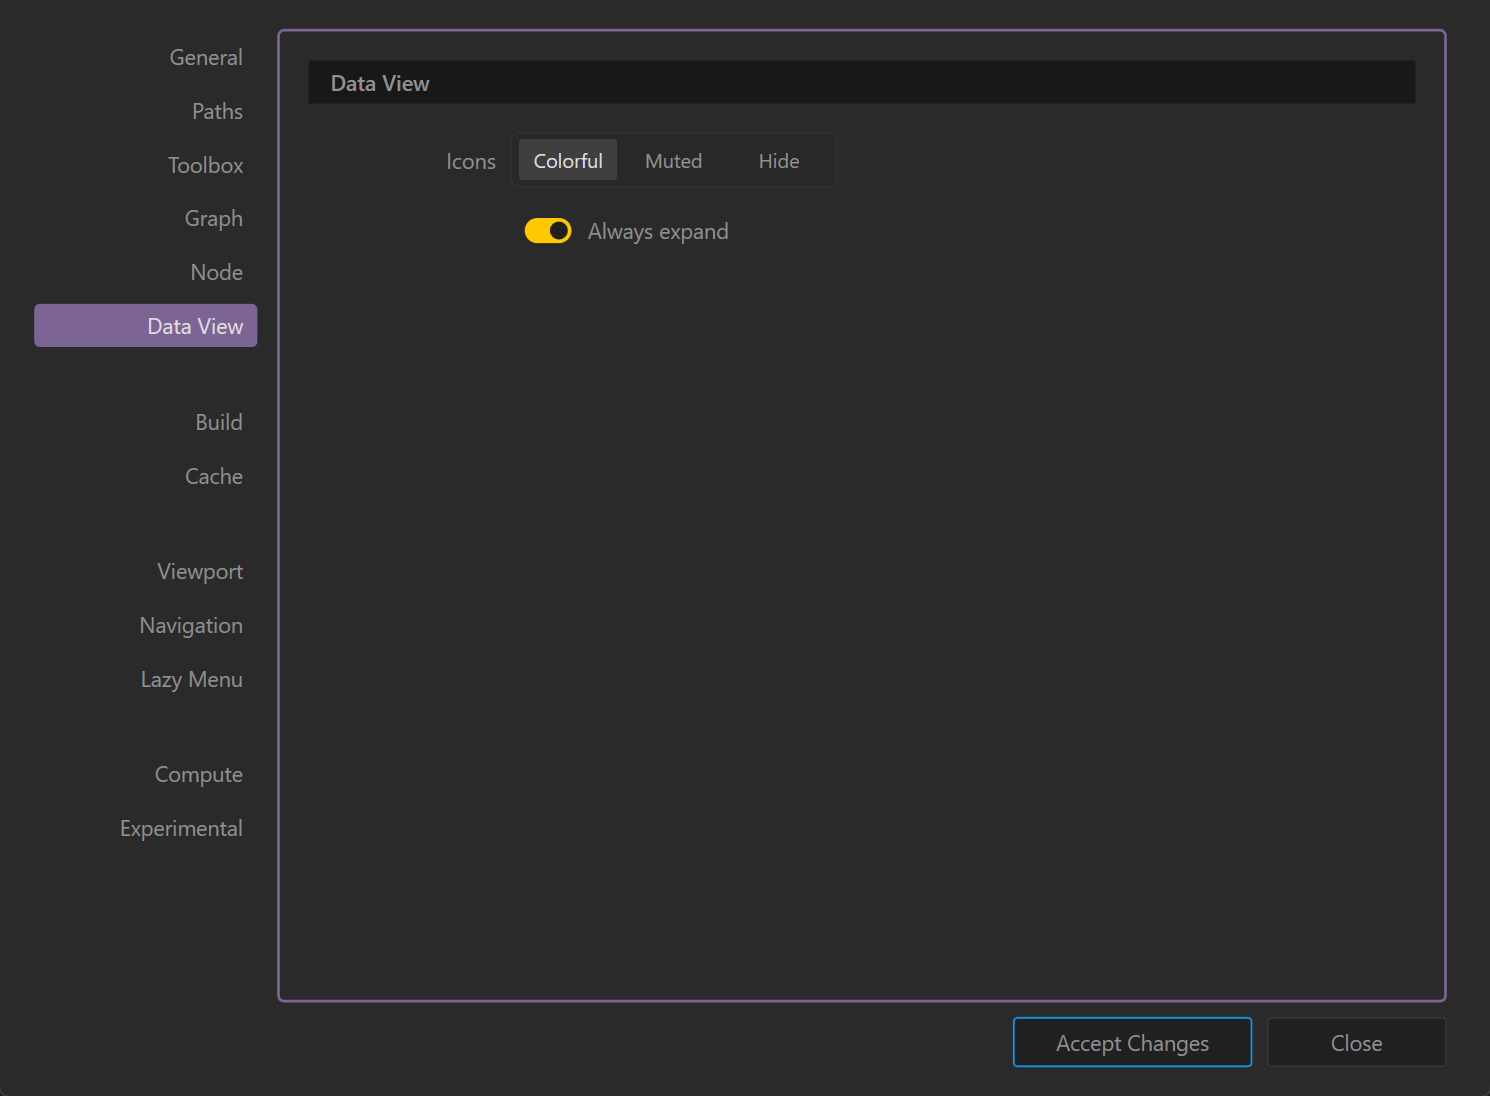 General
Paths
Toolbox
Graph
Node
Data View
Build
Cache
Viewport
Navigation
Lazy Menu
Compute
Experimental
Data View
Icons Colorful Muted Hide
Always expand
Accept Changes Close